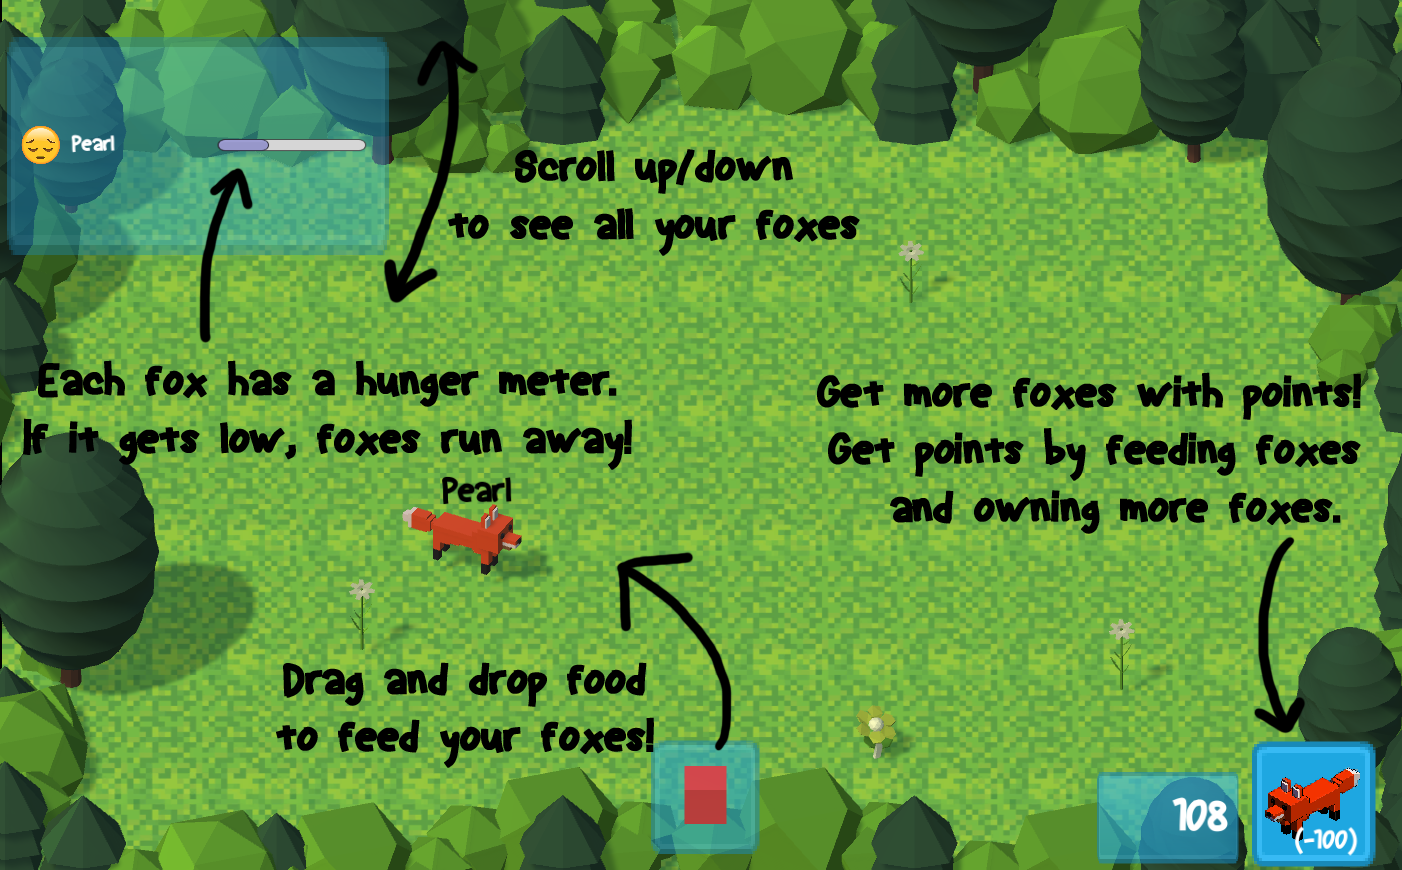 Pearl
Scroll up/down
to see all your foxes
Each fox has a hunger meter.
If it gets low, foxes run away!
Get more foxes with points!
Get points by feeding foxes
and owning more foxes.
Pearl
Drag and drop food
to feed your foxes!
108
(-100)